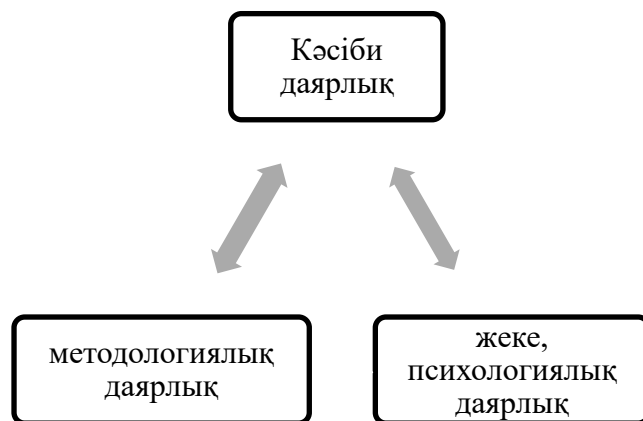 Кәсіби
даярлық
методологиялық
даярлық
жеке,
психологиялық
даярлық